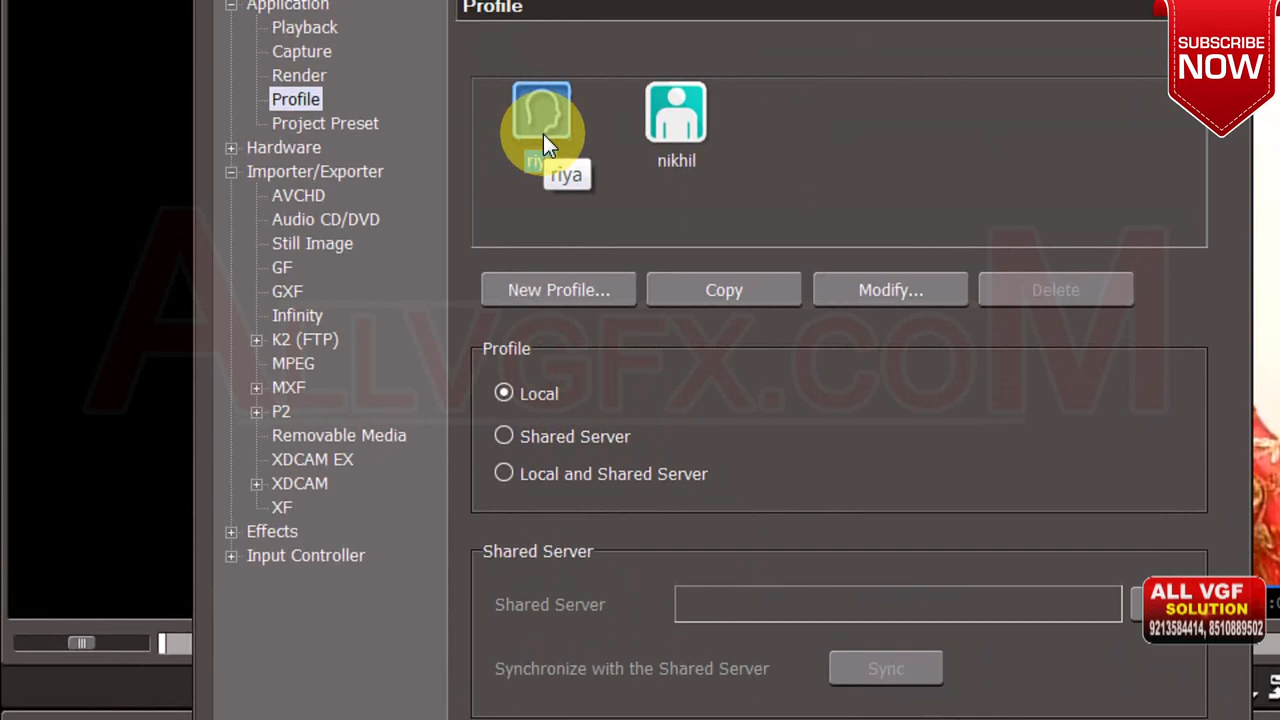 Application
Playback
Capture
Render
Profile
Project Preset
Hardware
Importer/Exporter
AVCHD
Audio CD/DVD
Still Image
GF
GXF
Infinity
K2 (FTP)
MPEG
MXF
P2
Removable Media
XDCAM EX
XDCAM
XF
Effects
Input Controller
Profile
riya
nikhil
New Profile...
Copy
Modify...
Delete
Profile
Local
Shared Server
Local and Shared Server
Shared Server
Shared Server
Synchronize with the Shared Server
Sync
SUBSCRIBE
NOW
ALLVGFX.COM
ALL VGF
SOLUTION
9213584414, 8510889502